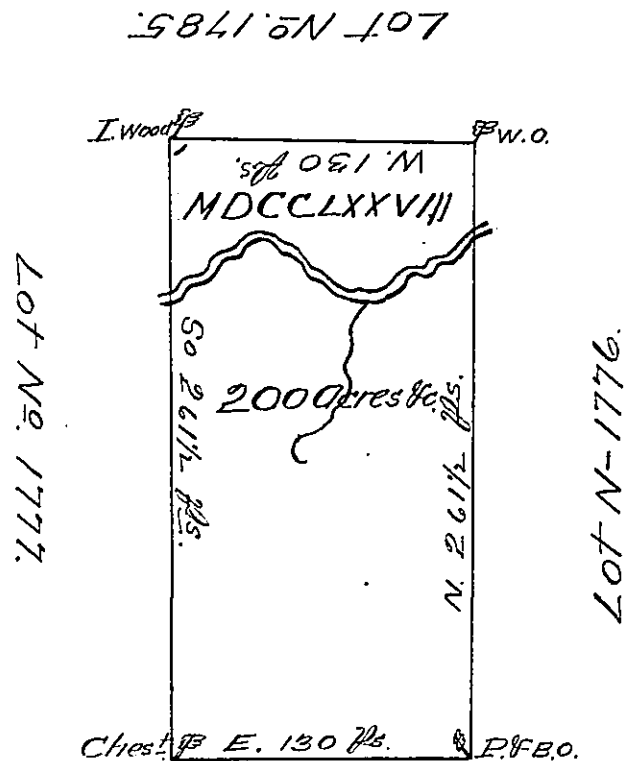 Lot No. 1785.
I. Wood
W.O.
W. 130 ps.
MDCCLXXVIII
Lot No. 1777.
So 261½ ps.
200 Acres &c.
N. 261½ ps.
Lot N-1776.
Chest
E. 130 ps.
P. & B.O.